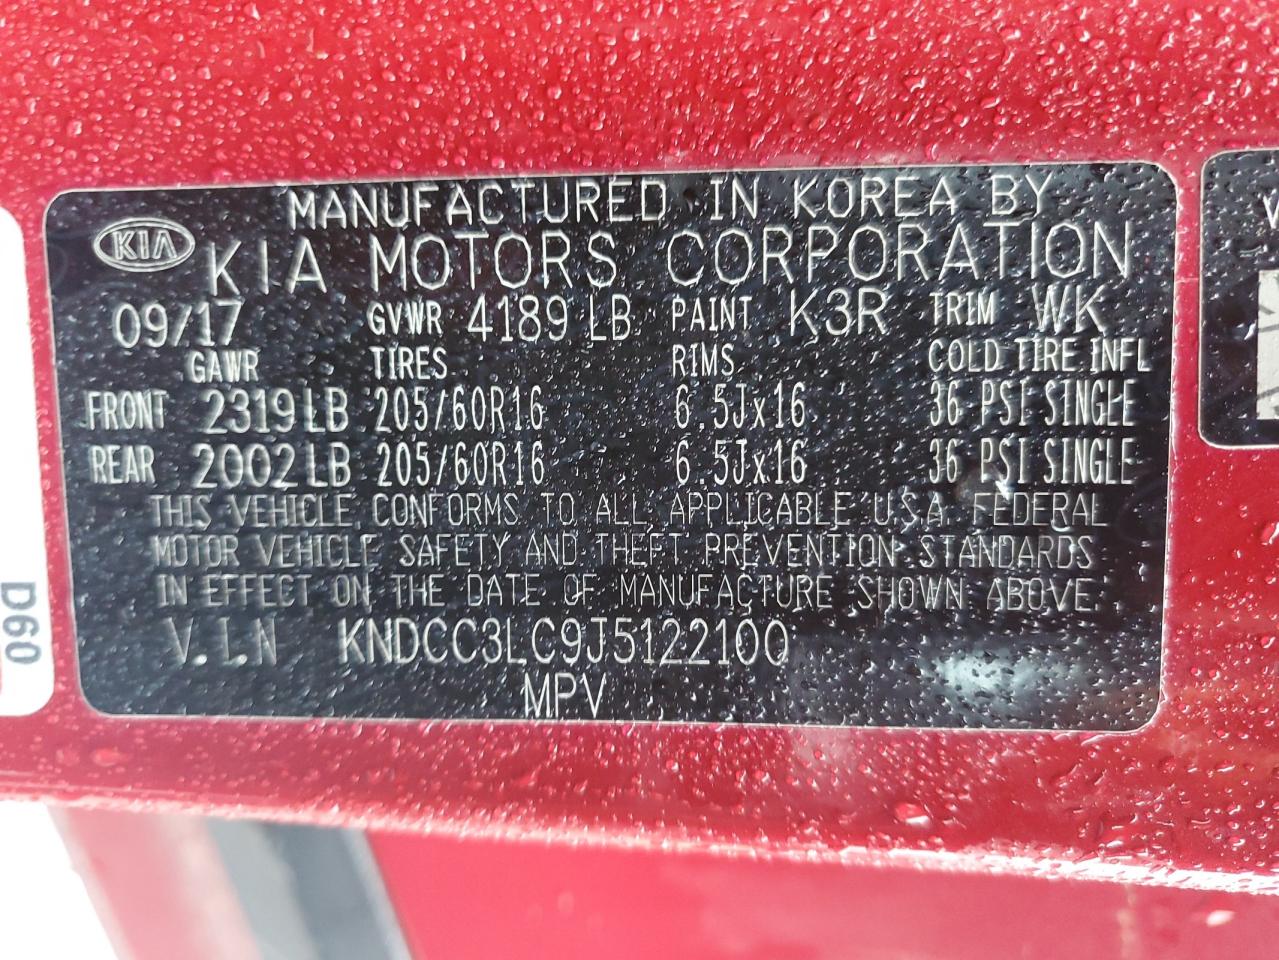 MANUFACTURED IN KOREA BY
KIA KIA MOTORS CORPORATION
09/17 GVWR 4189 LB PAINT K3R TRIM WK
GAWR TIRES RIMS COLD TIRE INFL
FRONT 2319 LB 205/60R16 6.5Jx16 36 PSI SINGLE
REAR 2002 LB 205/60R16 6.5Jx16 36 PSI SINGLE
THIS VEHICLE CONFORMS TO ALL APPLICABLE U.S.A. FEDERAL
MOTOR VEHICLE SAFETY AND THEFT PREVENTION STANDARDS
IN EFFECT ON THE DATE OF MANUFACTURE SHOWN ABOVE.
V.I.N KNDCC3LC9J5122100
MPV
D60